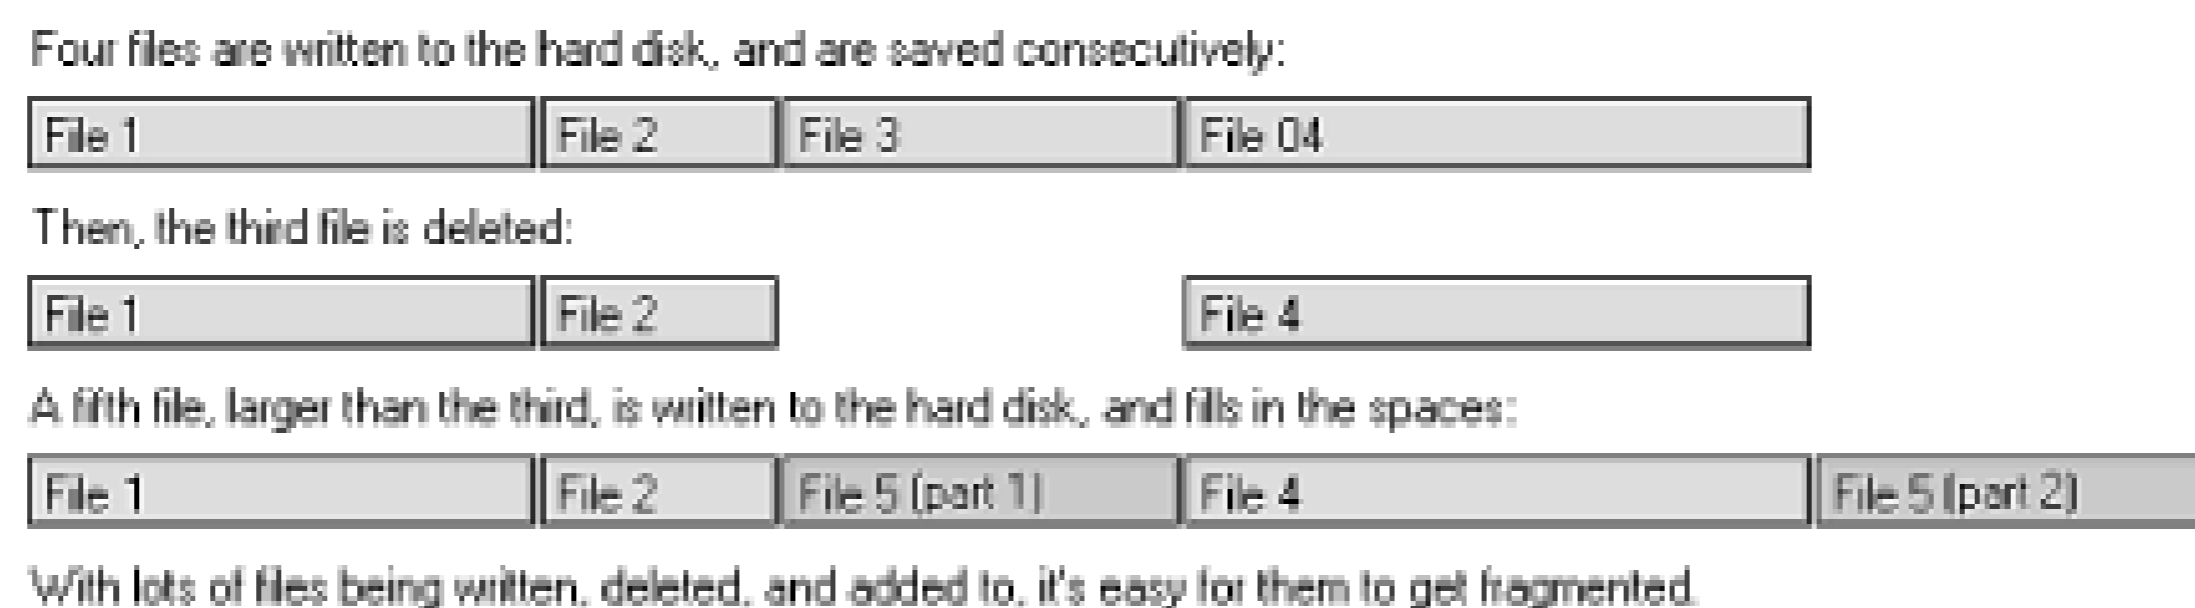 Four files are written to the hard disk, and are saved consecutively:
File 1 File 2 File 3 File 04
Then, the third file is deleted:
File 1 File 2 File 4
A fifth file, larger than the third, is written to the hard disk, and fills in the spaces:
File 1 File 2 File 5 (part 1) File 4 File 5 (part 2)
With lots of files being written, deleted, and added to, it's easy for them to get fragmented.